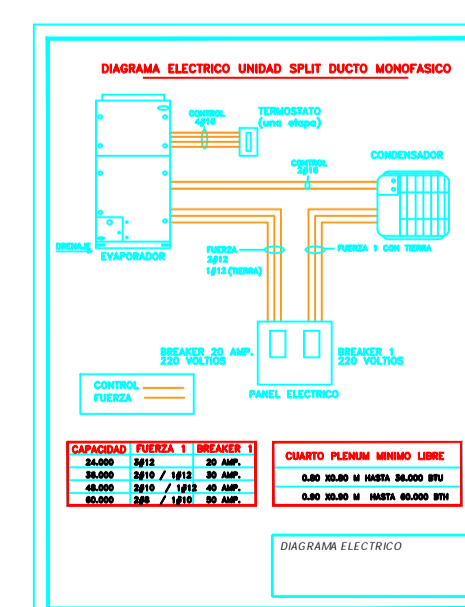 DIAGRAMA ELECTRICO UNIDAD SPLIT DUCTO MONOFASICO
CONTROL
4#16
TERMOSTATO
(una etapa)
CONTROL
2#16
CONDENSADOR
DRENAJE
EVAPORADOR
FUERZA
2#12
1#12 (TIERRA)
FUERZA 1 CON TIERRA
BREAKER 20 AMP.
220 VOLTIOS
BREAKER 1
220 VOLTIOS
PANEL ELECTRICO
CONTROL
FUERZA
CAPACIDAD FUERZA 1 BREAKER 1
24.000 3#12 20 AMP.
36.000 2#10 / 1#12 30 AMP.
48.000 2#10 / 1#12 40 AMP.
60.000 2#8 / 1#10 50 AMP.
CUARTO PLENUM MINIMO LIBRE
0.80 X0.80 M HASTA 36.000 BTU
0.90 X0.90 M HASTA 60.000 BTH
DIAGRAMA ELECTRICO